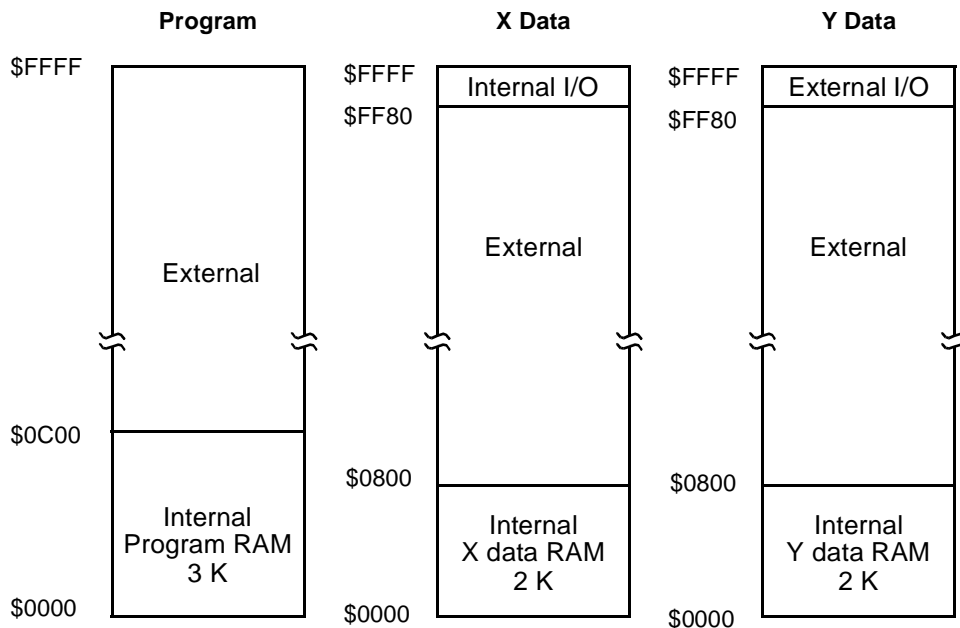 Program
$FFFF
External
$0C00
Internal
Program RAM
3 K
$0000
X Data
$FFFF
Internal I/O
$FF80
External
$0800
Internal
X data RAM
2 K
$0000
Y Data
$FFFF
External I/O
$FF80
External
$0800
Internal
Y data RAM
2 K
$0000